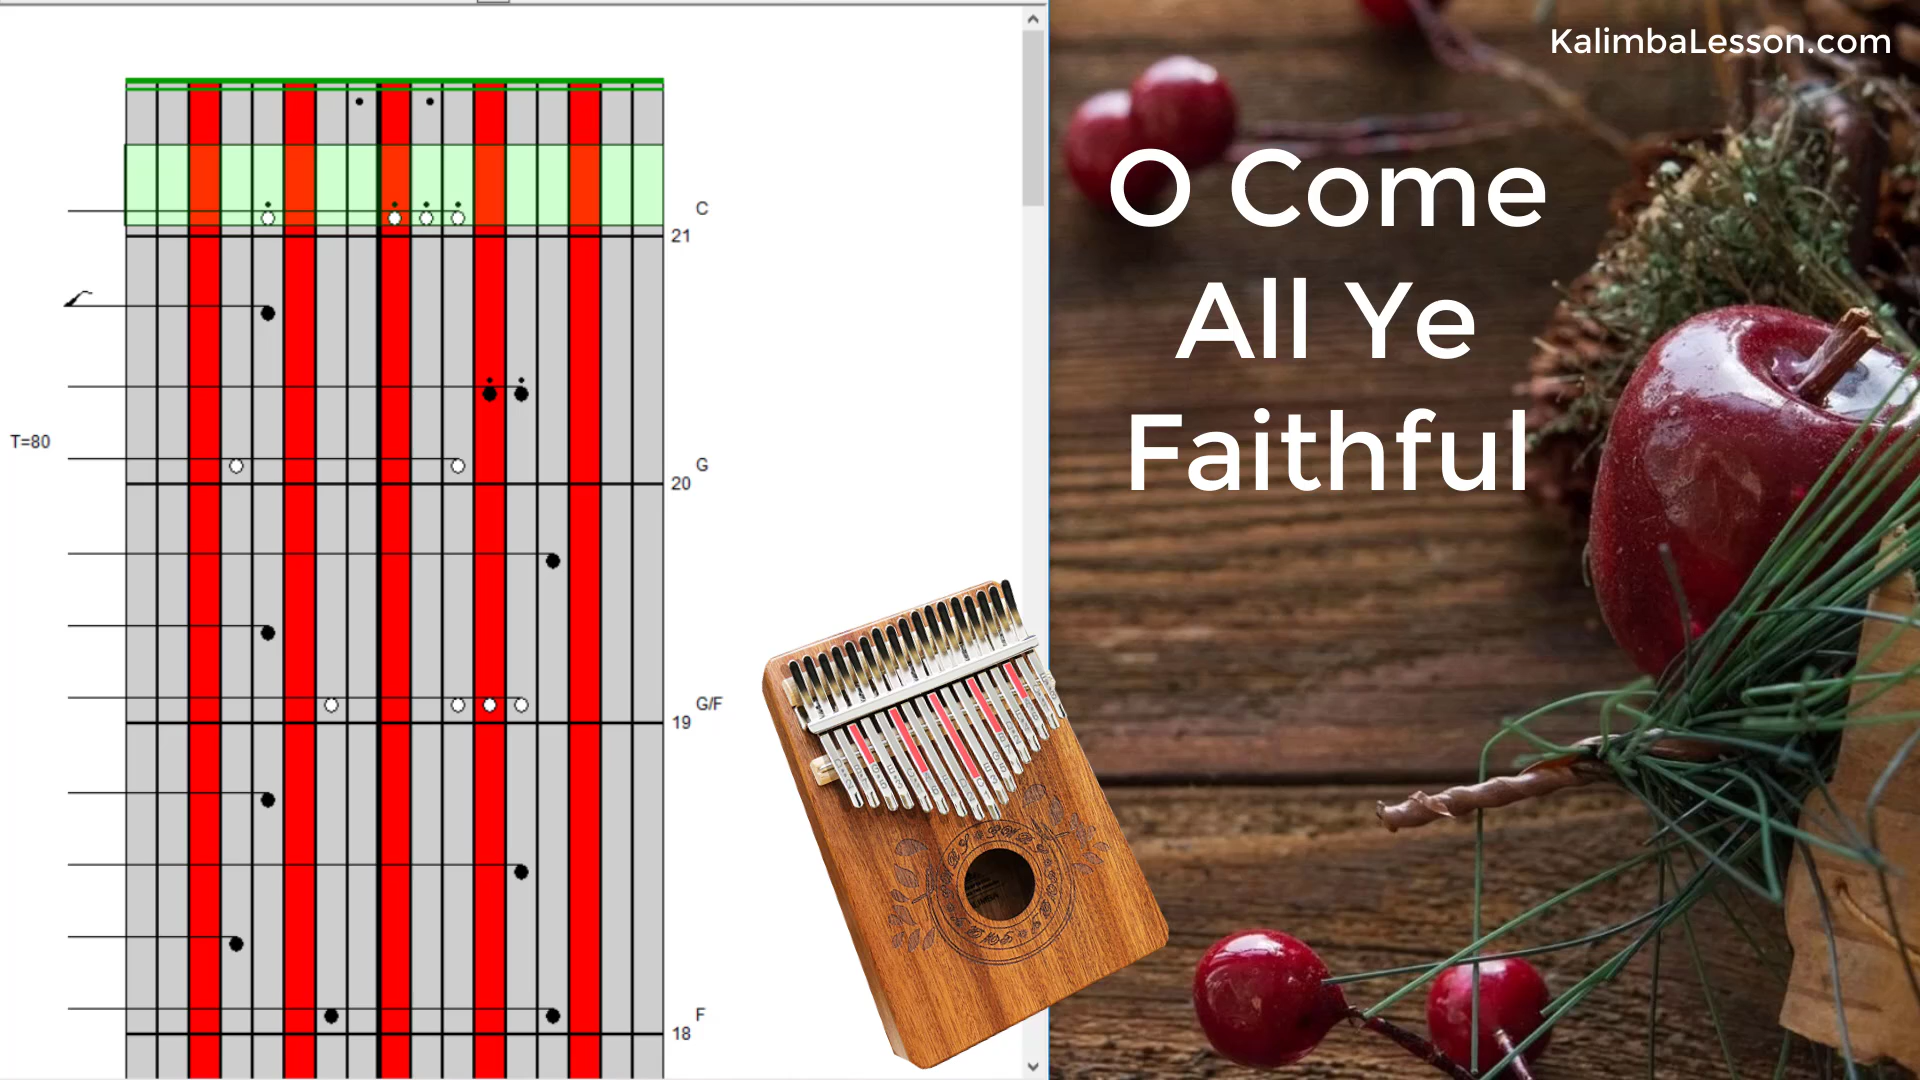 KalimbaLesson.com
O Come
All Ye
Faithful
C
21
T=80
G
20
G/F
19
F
18